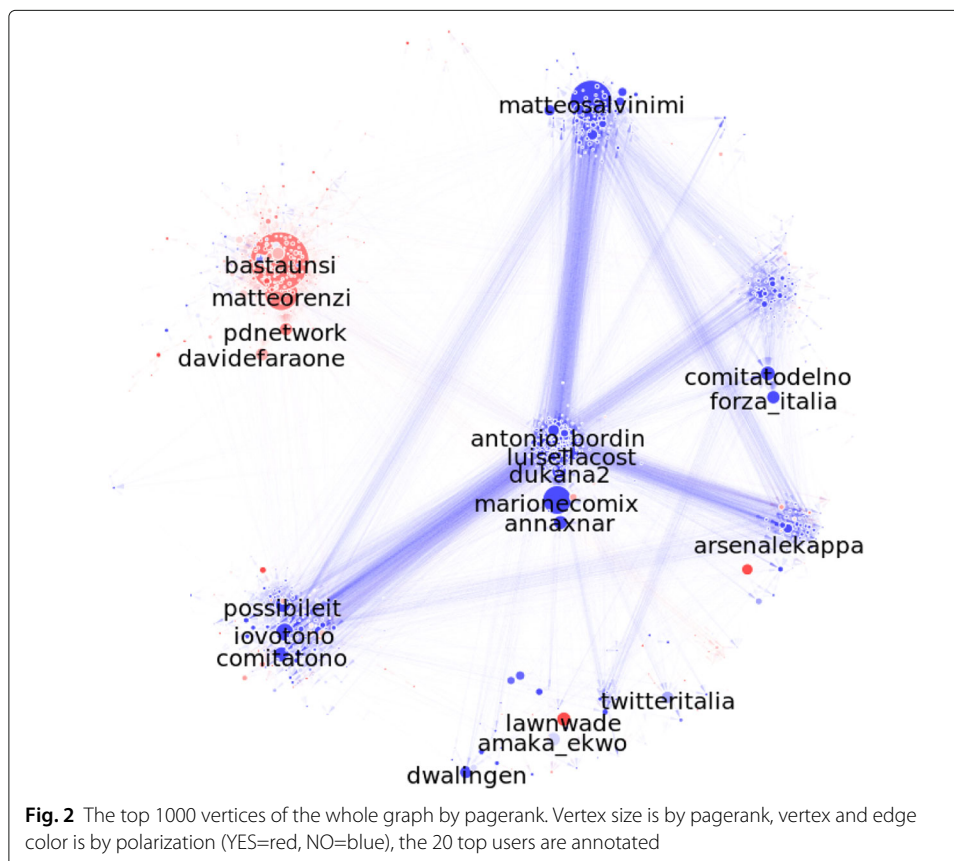 matteosalvinimi
bastaunsi
matteorenzi
pdnetwork
davidefaraone
comitatodelno
forza_italia
antonio_bordin
luisellacost
dukana2
marionecomix
annaxnar
arsenalekappa
possibileit
iovotono
comitatono
twitteritalia
lawnwade
amaka_ekwo
dwalingen
Fig. 2 The top 1000 vertices of the whole graph by pagerank. Vertex size is by pagerank, vertex and edge
color is by polarization (YES=red, NO=blue), the 20 top users are annotated